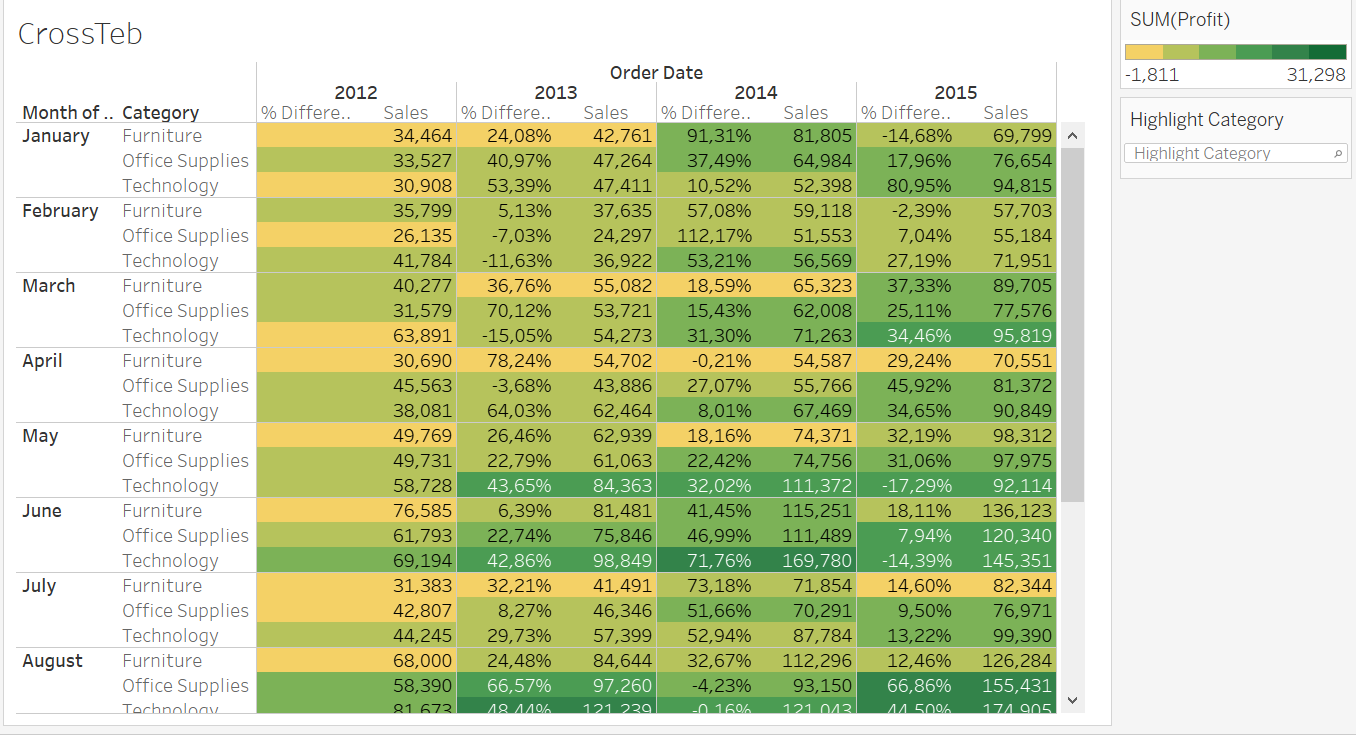 CrossTeb
Order Date
2012 2013 2014 2015
Month of .. Category % Differe.. Sales % Differe.. Sales % Differe.. Sales % Differe.. Sales
January Furniture 34,464 24,08% 42,761 91,31% 81,805 -14,68% 69,799
Office Supplies 33,527 40,97% 47,264 37,49% 64,984 17,96% 76,654
Technology 30,908 53,39% 47,411 10,52% 52,398 80,95% 94,815
February Furniture 35,799 5,13% 37,635 57,08% 59,118 -2,39% 57,703
Office Supplies 26,135 -7,03% 24,297 112,17% 51,553 7,04% 55,184
Technology 41,784 -11,63% 36,922 53,21% 56,569 27,19% 71,951
March Furniture 40,277 36,76% 55,082 18,59% 65,323 37,33% 89,705
Office Supplies 31,579 70,12% 53,721 15,43% 62,008 25,11% 77,576
Technology 63,891 -15,05% 54,273 31,30% 71,263 34,46% 95,819
April Furniture 30,690 78,24% 54,702 -0,21% 54,587 29,24% 70,551
Office Supplies 45,563 -3,68% 43,886 27,07% 55,766 45,92% 81,372
Technology 38,081 64,03% 62,464 8,01% 67,469 34,65% 90,849
May Furniture 49,769 26,46% 62,939 18,16% 74,371 32,19% 98,312
Office Supplies 49,731 22,79% 61,063 22,42% 74,756 31,06% 97,975
Technology 58,728 43,65% 84,363 32,02% 111,372 -17,29% 92,114
June Furniture 76,585 6,39% 81,481 41,45% 115,251 18,11% 136,123
Office Supplies 61,793 22,74% 75,846 46,99% 111,489 7,94% 120,340
Technology 69,194 42,86% 98,849 71,76% 169,780 -14,39% 145,351
July Furniture 31,383 32,21% 41,491 73,18% 71,854 14,60% 82,344
Office Supplies 42,807 8,27% 46,346 51,66% 70,291 9,50% 76,971
Technology 44,245 29,73% 57,399 52,94% 87,784 13,22% 99,390
August Furniture 68,000 24,48% 84,644 32,67% 112,296 12,46% 126,284
Office Supplies 58,390 66,57% 97,260 -4,23% 93,150 66,86% 155,431
Technology 81,673 48,44% 121,239 -0,16% 121,043 44,50% 174,905
SUM(Profit)
-1,811 31,298
Highlight Category
Highlight Category